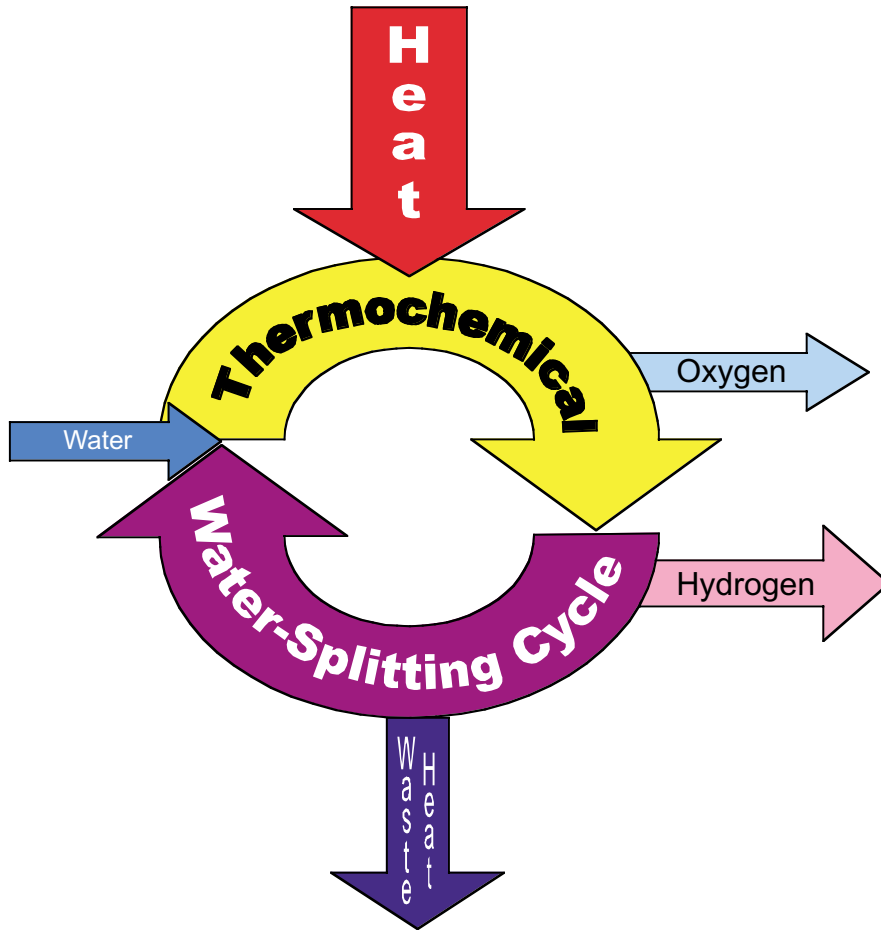 Heat
Thermochemical
Oxygen
Water
Hydrogen
Water-Splitting Cycle
Waste
Heat